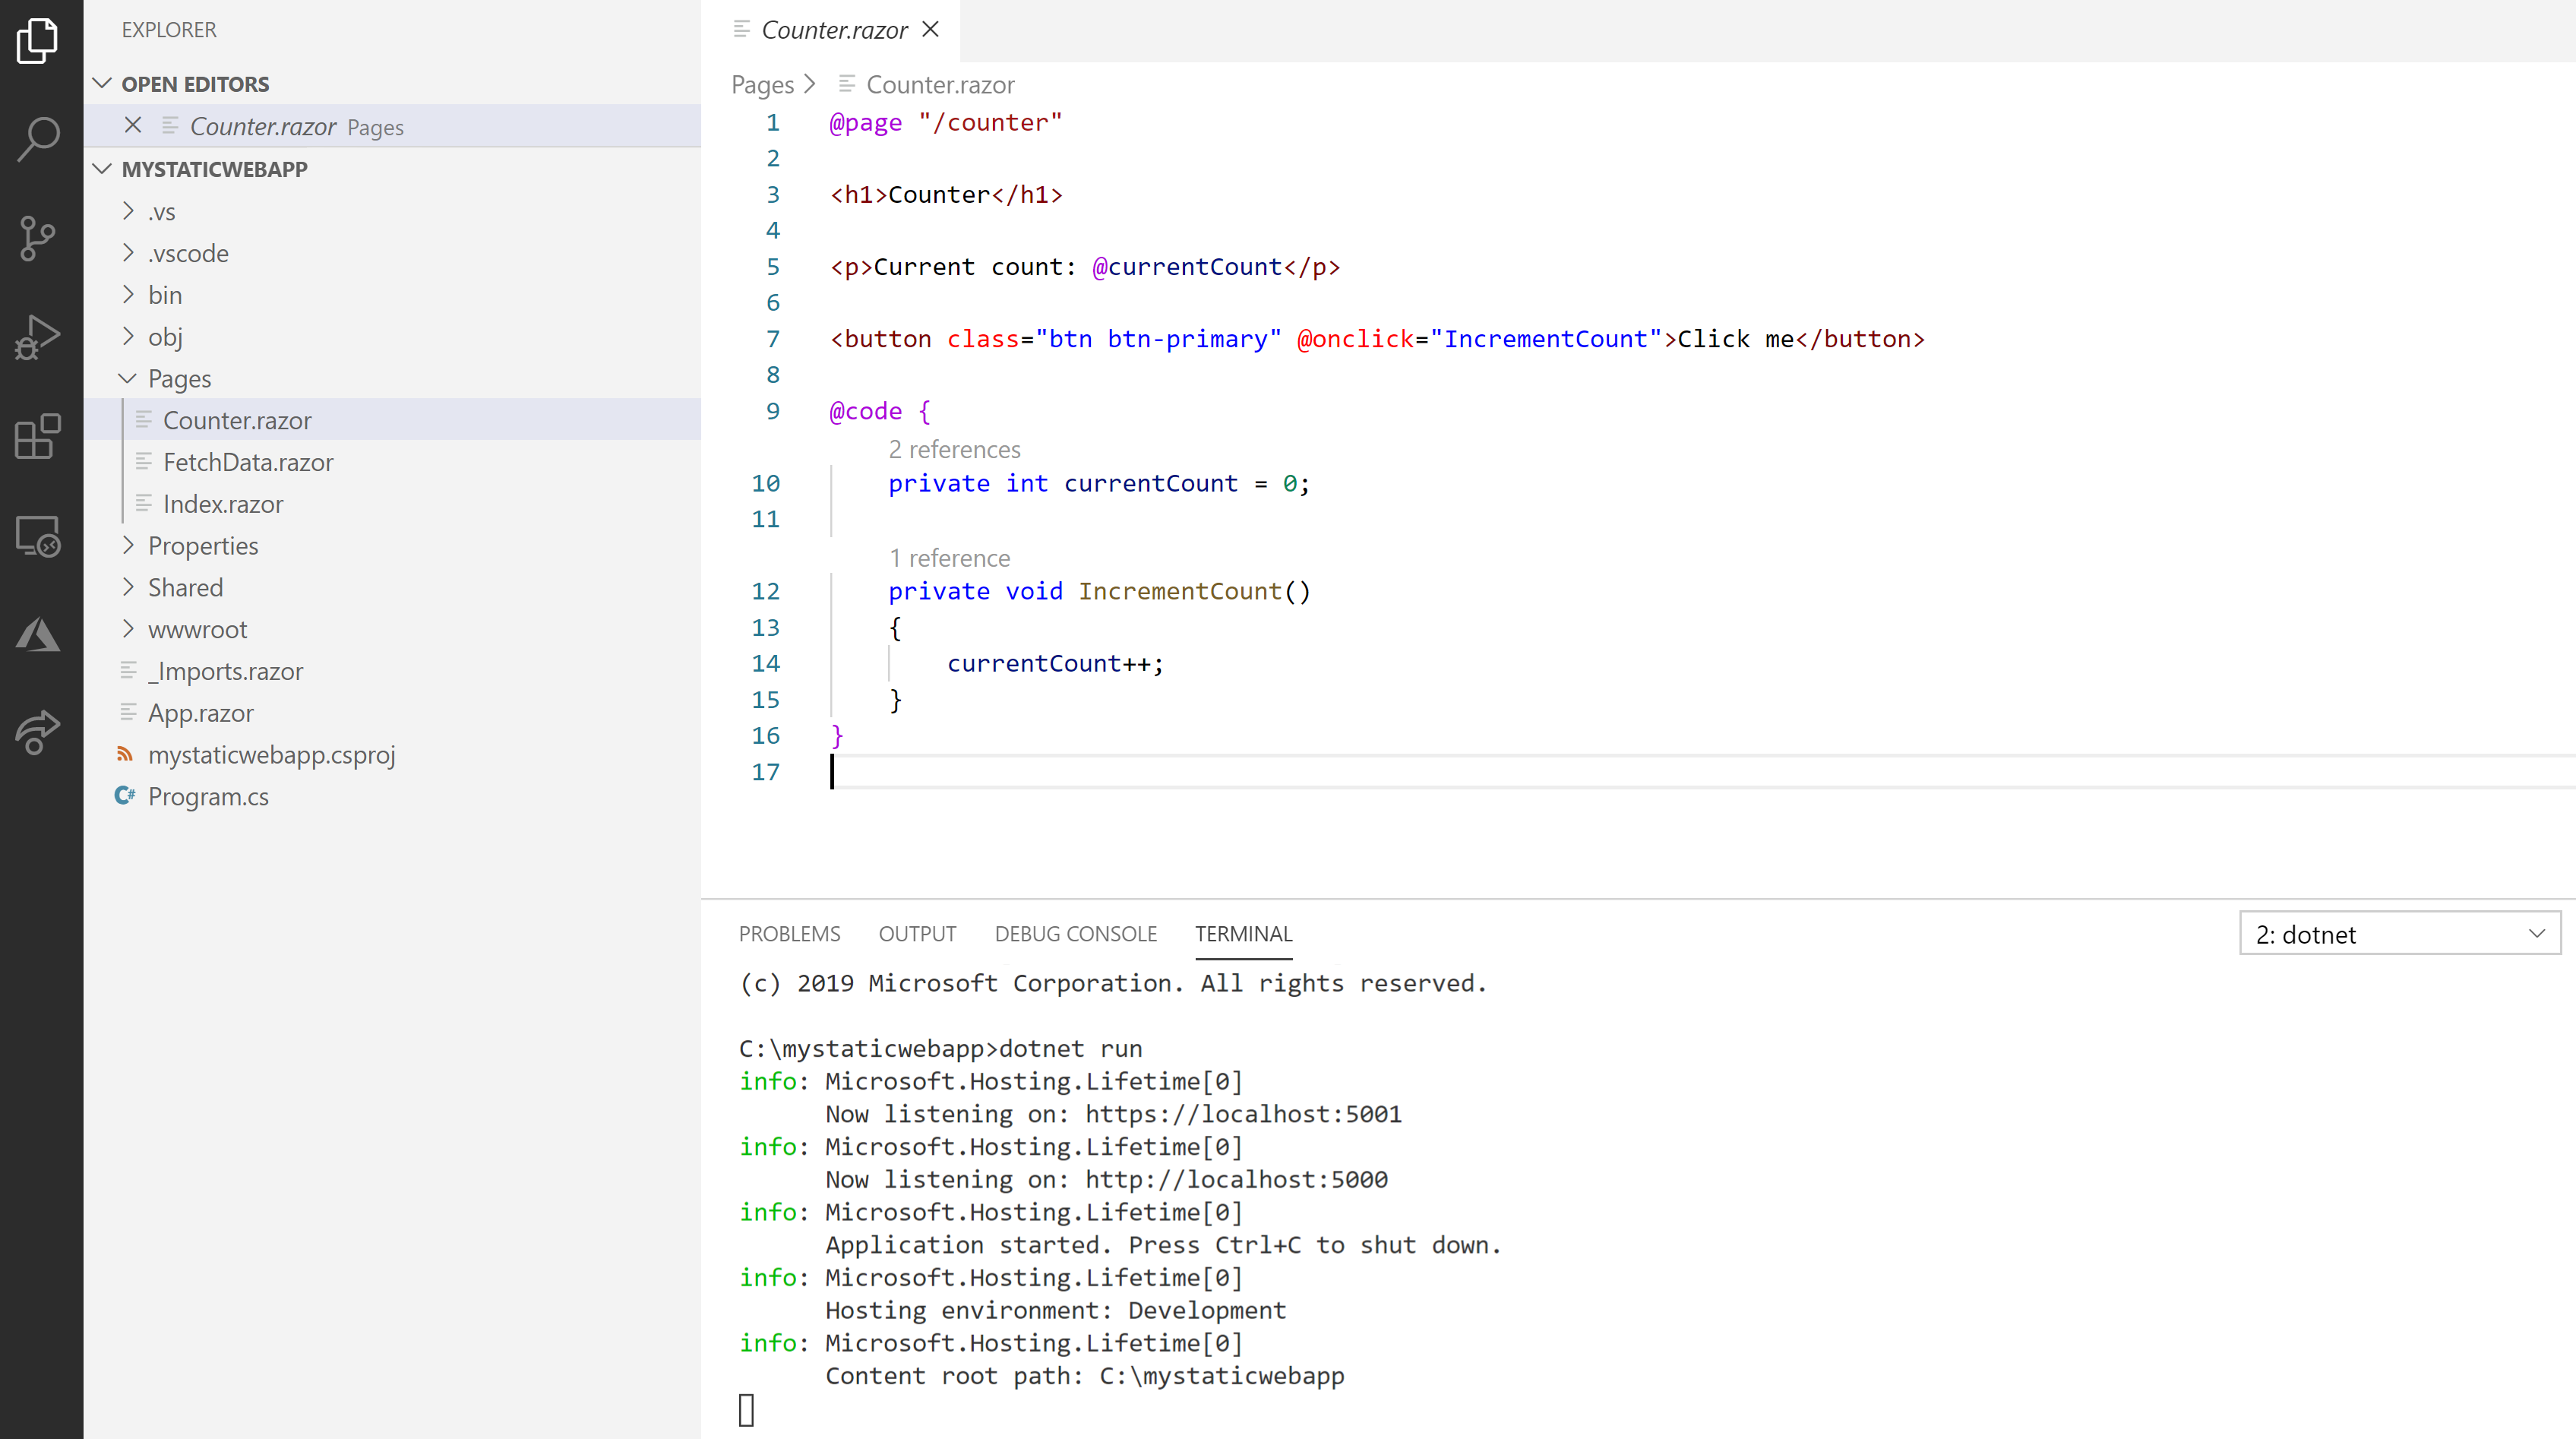 EXPLORER
OPEN EDITORS
Counter.razor Pages
MYSTATICWEBAPP
.vs
.vscode
bin
obj
Pages
Counter.razor
FetchData.razor
Index.razor
Properties
Shared
wwwroot
_Imports.razor
App.razor
mystaticwebapp.csproj
C# Program.cs
Counter.razor
Pages > Counter.razor
1 @page "/counter"
2
3 <h1>Counter</h1>
4
5 <p>Current count: @currentCount</p>
6
7 <button class="btn btn-primary" @onclick="IncrementCount">Click me</button>
8
9 @code {
2 references
10 private int currentCount = 0;
11
1 reference
12 private void IncrementCount()
13 {
14 currentCount++;
15 }
16 }
17
PROBLEMS OUTPUT DEBUG CONSOLE TERMINAL 2: dotnet
(c) 2019 Microsoft Corporation. All rights reserved.
C:\mystaticwebapp>dotnet run
info: Microsoft.Hosting.Lifetime[0]
Now listening on: https://localhost:5001
info: Microsoft.Hosting.Lifetime[0]
Now listening on: http://localhost:5000
info: Microsoft.Hosting.Lifetime[0]
Application started. Press Ctrl+C to shut down.
info: Microsoft.Hosting.Lifetime[0]
Hosting environment: Development
info: Microsoft.Hosting.Lifetime[0]
Content root path: C:\mystaticwebapp